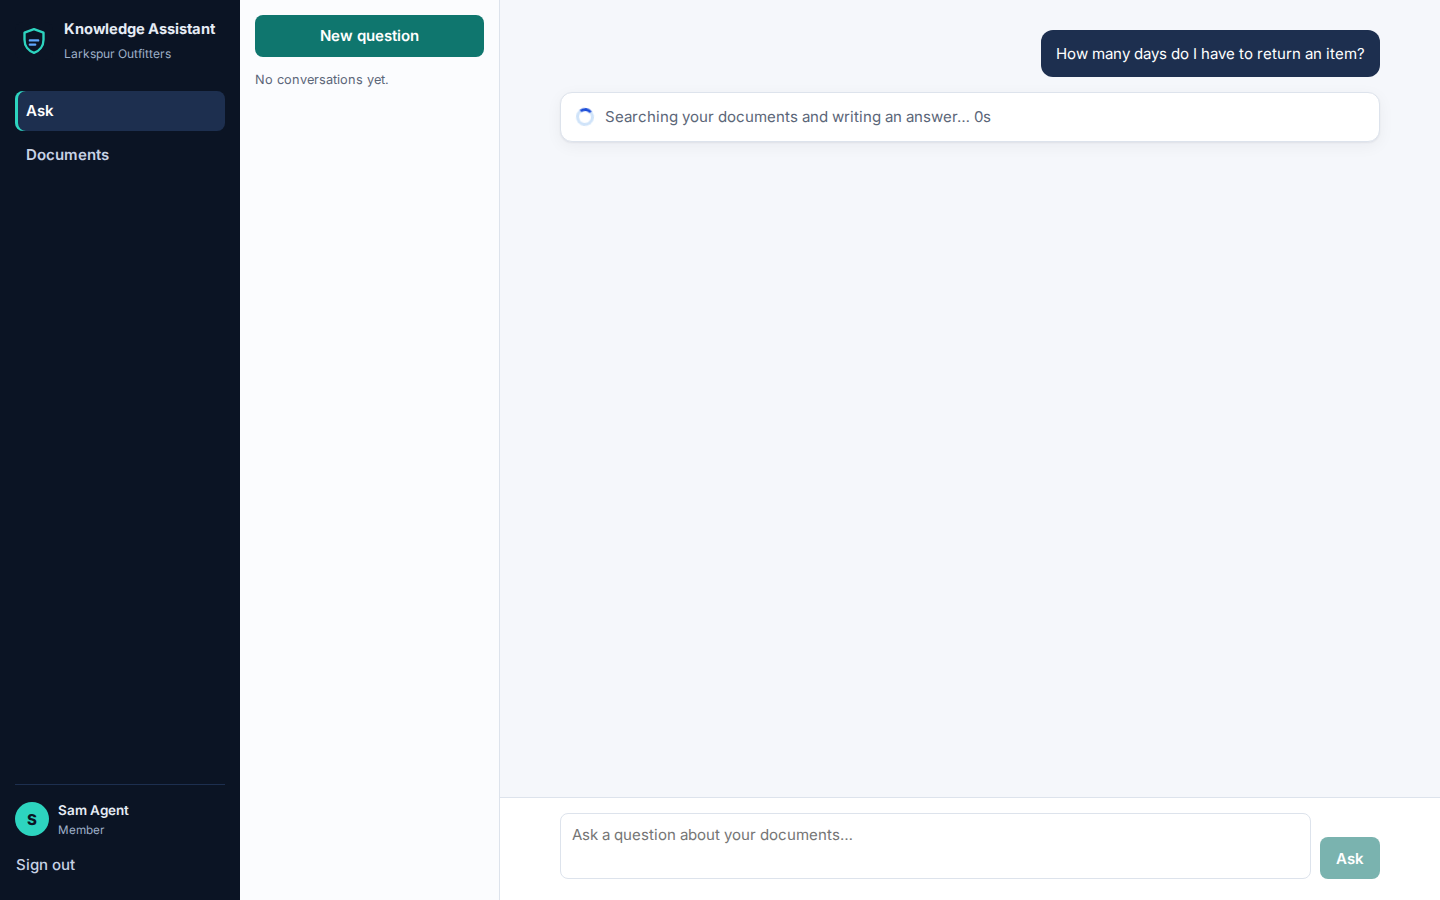 Knowledge Assistant
Larkspur Outfitters
Ask
Documents
S
Sam Agent
Member
Sign out
New question
No conversations yet.
How many days do I have to return an item?
Searching your documents and writing an answer... 0s
Ask a question about your documents...
Ask